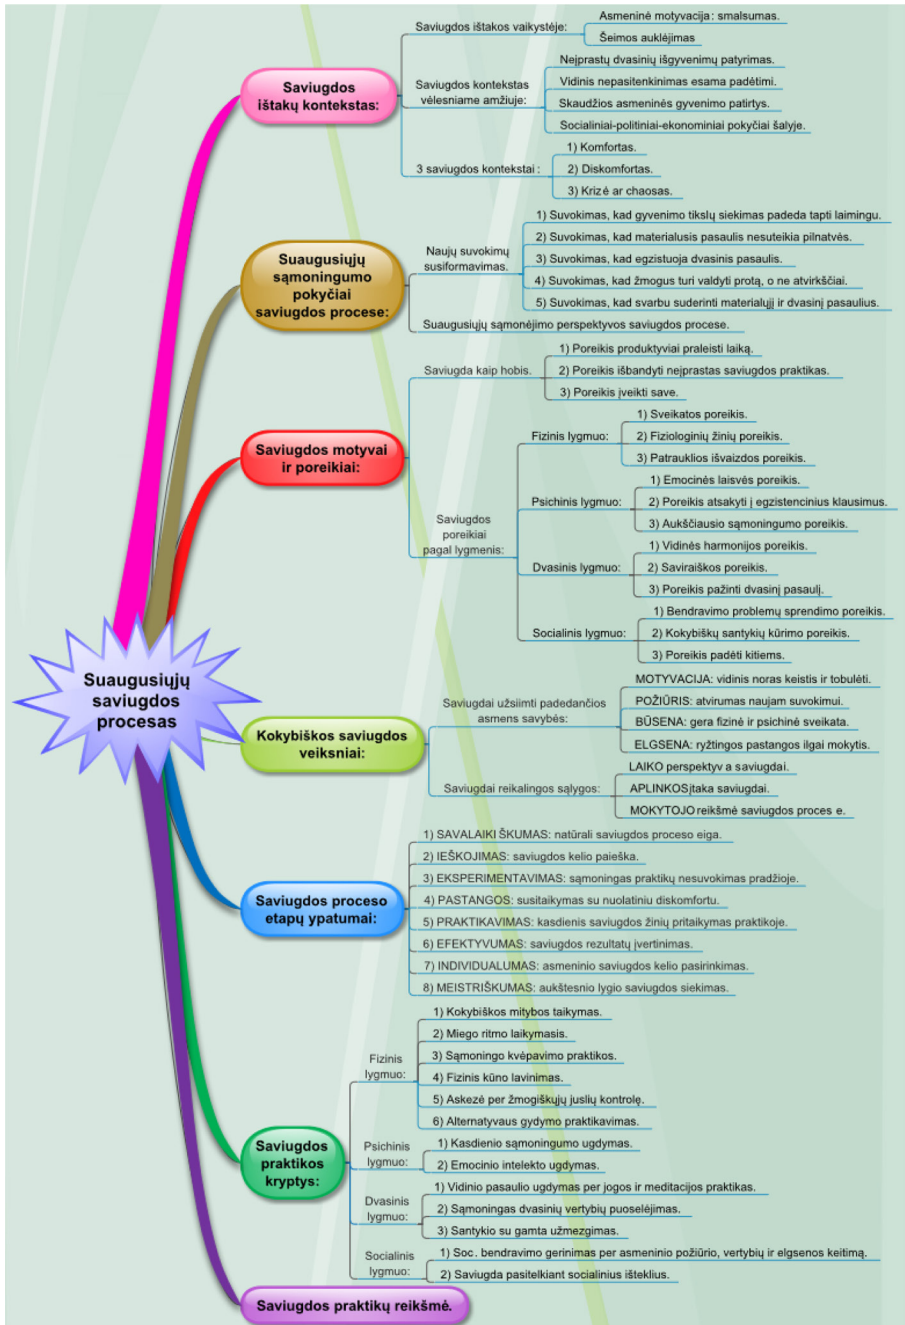 Suaugusiųjų
saviugdos
procesas
Saviugdos
ištakų kontekstas:
Saviugdos ištakos vaikystėje:
Asmeninė motyvacija: smalsumas.
Šeimos auklėjimas
Saviugdos kontekstas
vėlesniame amžiuje:
Neįprastų dvasinių išgyvenimų patyrimas.
Vidinis nepasitenkinimas esama padėtimi.
Skaudžios asmeninės gyvenimo patirtys.
Socialiniai-politiniai-ekonominiai pokyčiai šalyje.
3 saviugdos kontekstai :
1) Komfortas.
2) Diskomfortas.
3) Krizė ar chaosas.
Suaugusiųjų
sąmoningumo
pokyčiai
saviugdos procese:
Naujų suvokimų
susiformavimas.
1) Suvokimas, kad gyvenimo tikslų siekimas padeda tapti laimingu.
2) Suvokimas, kad materialusis pasaulis nesuteikia pilnatvės.
3) Suvokimas, kad egzistuoja dvasinis pasaulis.
4) Suvokimas, kad žmogus turi valdyti protą, o ne atvirkščiai.
5) Suvokimas, kad svarbu suderinti materialųjį ir dvasinį pasaulius.
Suaugusiųjų sąmonėjimo perspektyvos saviugdos procese.
Saviugdos motyvai
ir poreikiai:
Saviugda kaip hobis.
1) Poreikis produktyviai praleisti laiką.
2) Poreikis išbandyti neįprastas saviugdos praktikas.
3) Poreikis įveikti save.
Saviugdos
poreikiai
pagal lygmenis:
Fizinis lygmuo:
1) Sveikatos poreikis.
2) Fiziologinių žinių poreikis.
3) Patrauklios išvaizdos poreikis.
Psichinis lygmuo:
1) Emocinės laisvės poreikis.
2) Poreikis atsakyti į egzistencinius klausimus.
3) Aukščiausio sąmoningumo poreikis.
Dvasinis lygmuo:
1) Vidinės harmonijos poreikis.
2) Saviraiškos poreikis.
3) Poreikis pažinti dvasinį pasaulį.
Socialinis lygmuo:
1) Bendravimo problemų sprendimo poreikis.
2) Kokybiškų santykių kūrimo poreikis.
3) Poreikis padėti kitiems.
Kokybiškos saviugdos
veiksniai:
Saviugdai užsiimti padedančios
asmens savybės:
MOTYVACIJA: vidinis noras keistis ir tobulėti.
POŽIŪRIS: atvirumas naujam suvokimui.
BŪSENA: gera fizinė ir psichinė sveikata.
ELGSENA: ryžtingos pastangos ilgai mokytis.
Saviugdai reikalingos sąlygos:
LAIKO perspektyv a saviugdai.
APLINKOS įtaka saviugdai.
MOKYTOJO reikšmė saviugdos proces e.
Saviugdos proceso
etapų ypatumai:
1) SAVALAIKI ŠKUMAS: natūrali saviugdos proceso eiga.
2) IEŠKOJIMAS: saviugdos kelio paieška.
3) EKSPERIMENTAVIMAS: sąmoningas praktikų nesuvokimas pradžioje.
4) PASTANGOS: susitaikymas su nuolatiniu diskomfortu.
5) PRAKTIKAVIMAS: kasdienis saviugdos žinių pritaikymas praktikoje.
6) EFEKTYVUMAS: saviugdos rezultatų įvertinimas.
7) INDIVIDUALUMAS: asmeninio saviugdos kelio pasirinkimas.
8) MEISTRIŠKUMAS: aukštesnio lygio saviugdos siekimas.
Saviugdos
praktikos
kryptys:
Fizinis
lygmuo:
1) Kokybiškos mitybos taikymas.
2) Miego ritmo laikymasis.
3) Sąmoningo kvėpavimo praktikos.
4) Fizinis kūno lavinimas.
5) Askezė per žmogiškųjų juslių kontrolę.
6) Alternatyvaus gydymo praktikavimas.
Psichinis
lygmuo:
1) Kasdienio sąmoningumo ugdymas.
2) Emocinio intelekto ugdymas.
Dvasinis
lygmuo:
1) Vidinio pasaulio ugdymas per jogos ir meditacijos praktikas.
2) Sąmoningas dvasinių vertybių puoselėjimas.
3) Santykio su gamta užmezgimas.
Socialinis
lygmuo:
1) Soc. bendravimo gerinimas per asmeninio požiūrio, vertybių ir elgsenos keitimą.
2) Saviugda pasitelkiant socialinius išteklius.
Saviugdos praktikų reikšmė.